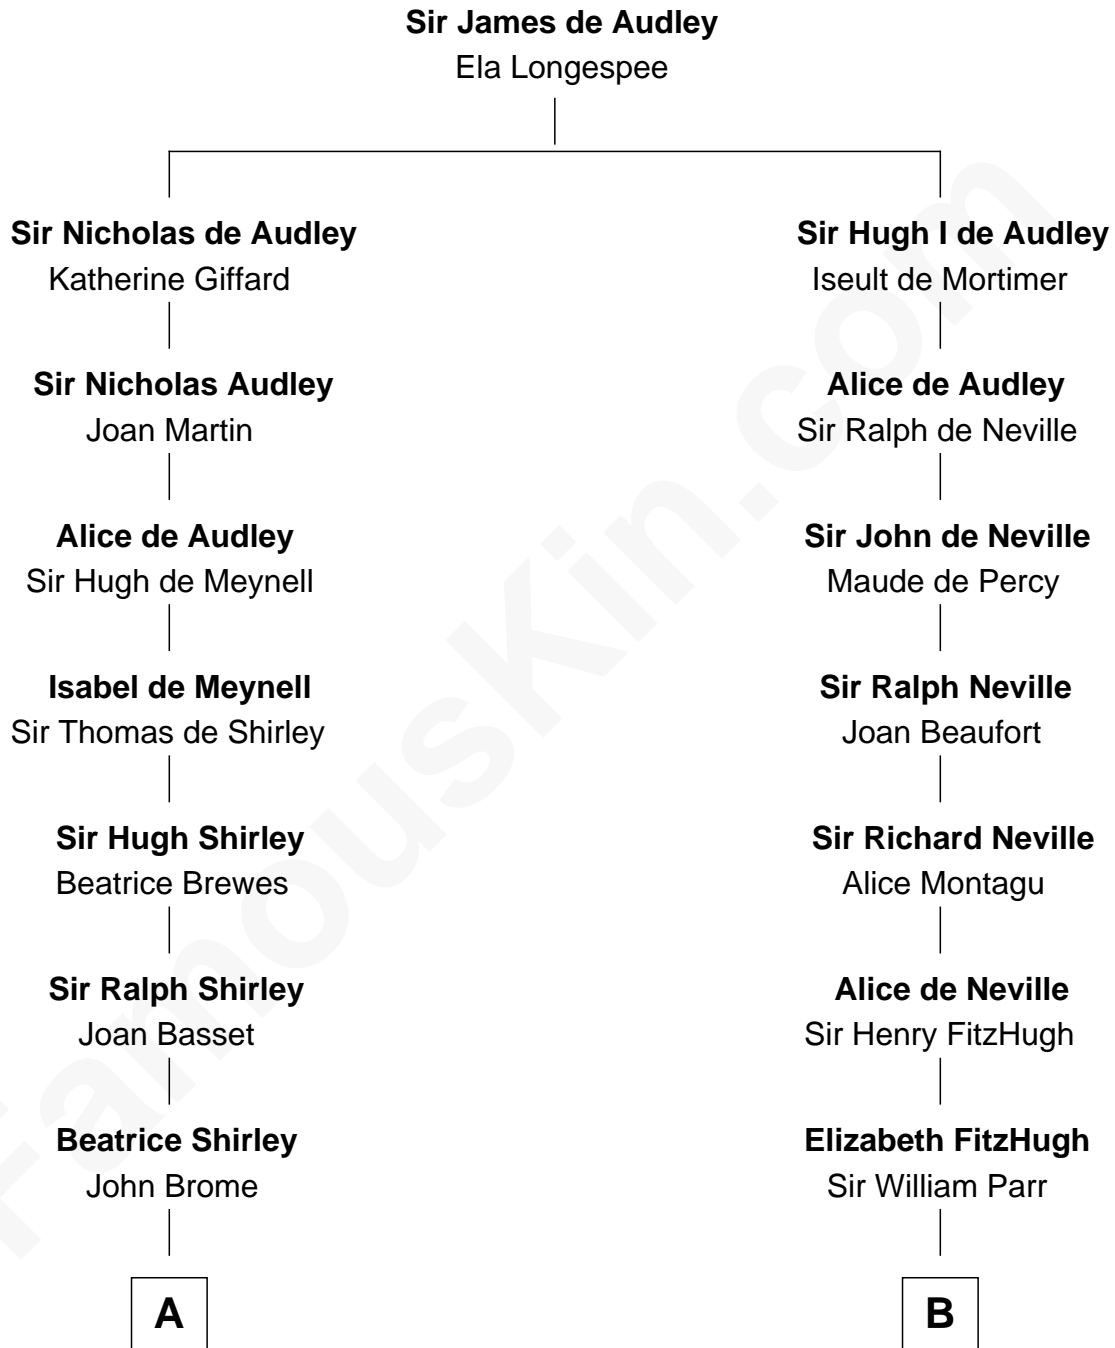 Sir James de Audley
Ela Longespee
Sir Nicholas de Audley
Katherine Giffard
Sir Nicholas Audley
Joan Martin
Alice de Audley
Sir Hugh de Meynell
Isabel de Meynell
Sir Thomas de Shirley
Sir Hugh Shirley
Beatrice Brewes
Sir Ralph Shirley
Joan Basset
Beatrice Shirley
John Brome
A
Sir Hugh I de Audley
Iseult de Mortimer
Alice de Audley
Sir Ralph de Neville
Sir John de Neville
Maude de Percy
Sir Ralph Neville
Joan Beaufort
Sir Richard Neville
Alice Montagu
Alice de Neville
Sir Henry FitzHugh
Elizabeth FitzHugh
Sir William Parr
B
FamousKin.com